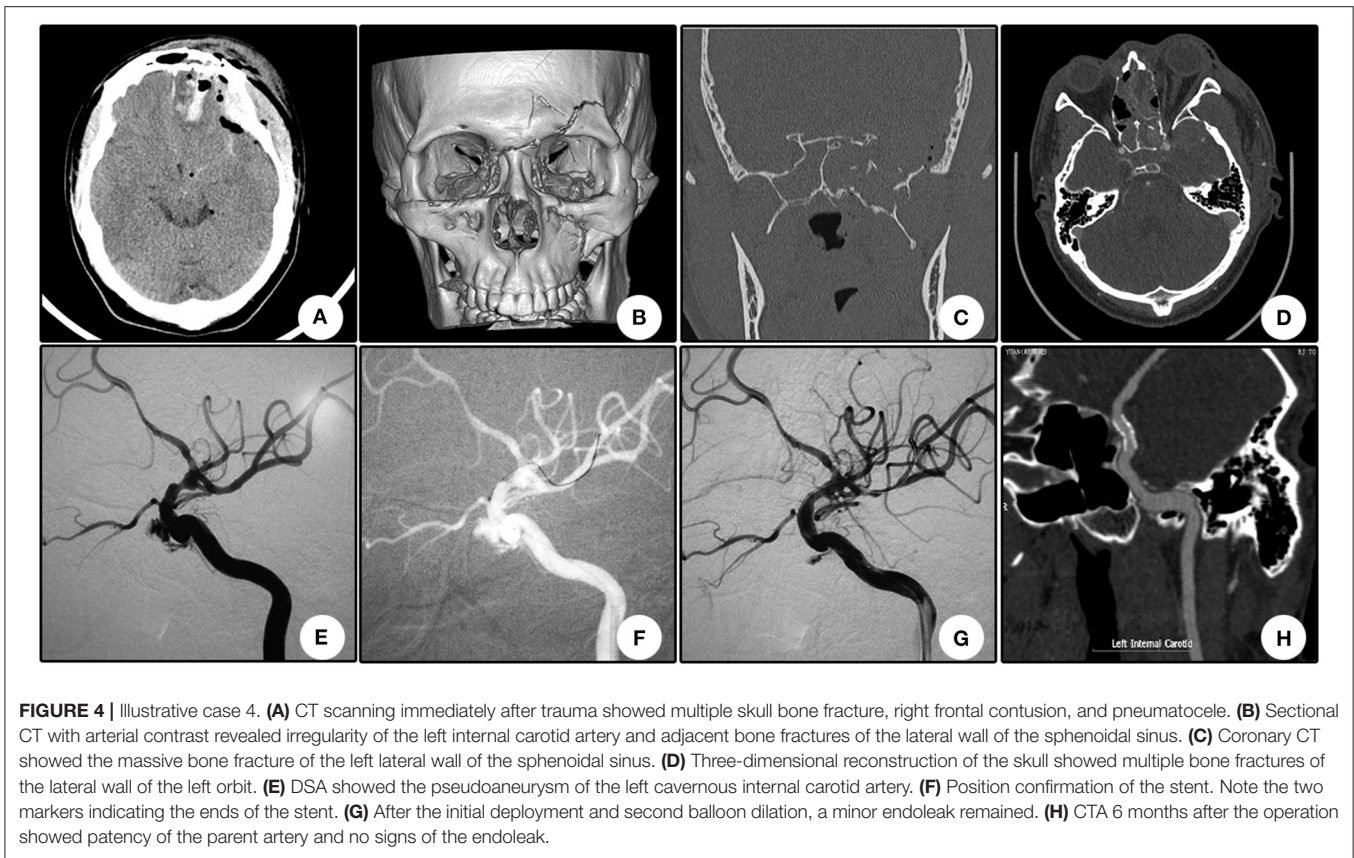 A
B
C
D
E
F
G
BJ TO
R
Left Internal Carotid
H
FIGURE 4 | Illustrative case 4. (A) CT scanning immediately after trauma showed multiple skull bone fracture, right frontal contusion, and pneumatocele. (B) Sectional
CT with arterial contrast revealed irregularity of the left internal carotid artery and adjacent bone fractures of the lateral wall of the sphenoidal sinus. (C) Coronary CT
showed the massive bone fracture of the left lateral wall of the sphenoidal sinus. (D) Three-dimensional reconstruction of the skull showed multiple bone fractures of
the lateral wall of the left orbit. (E) DSA showed the pseudoaneurysm of the left cavernous internal carotid artery. (F) Position confirmation of the stent. Note the two
markers indicating the ends of the stent. (G) After the initial deployment and second balloon dilation, a minor endoleak remained. (H) CTA 6 months after the operation
showed patency of the parent artery and no signs of the endoleak.